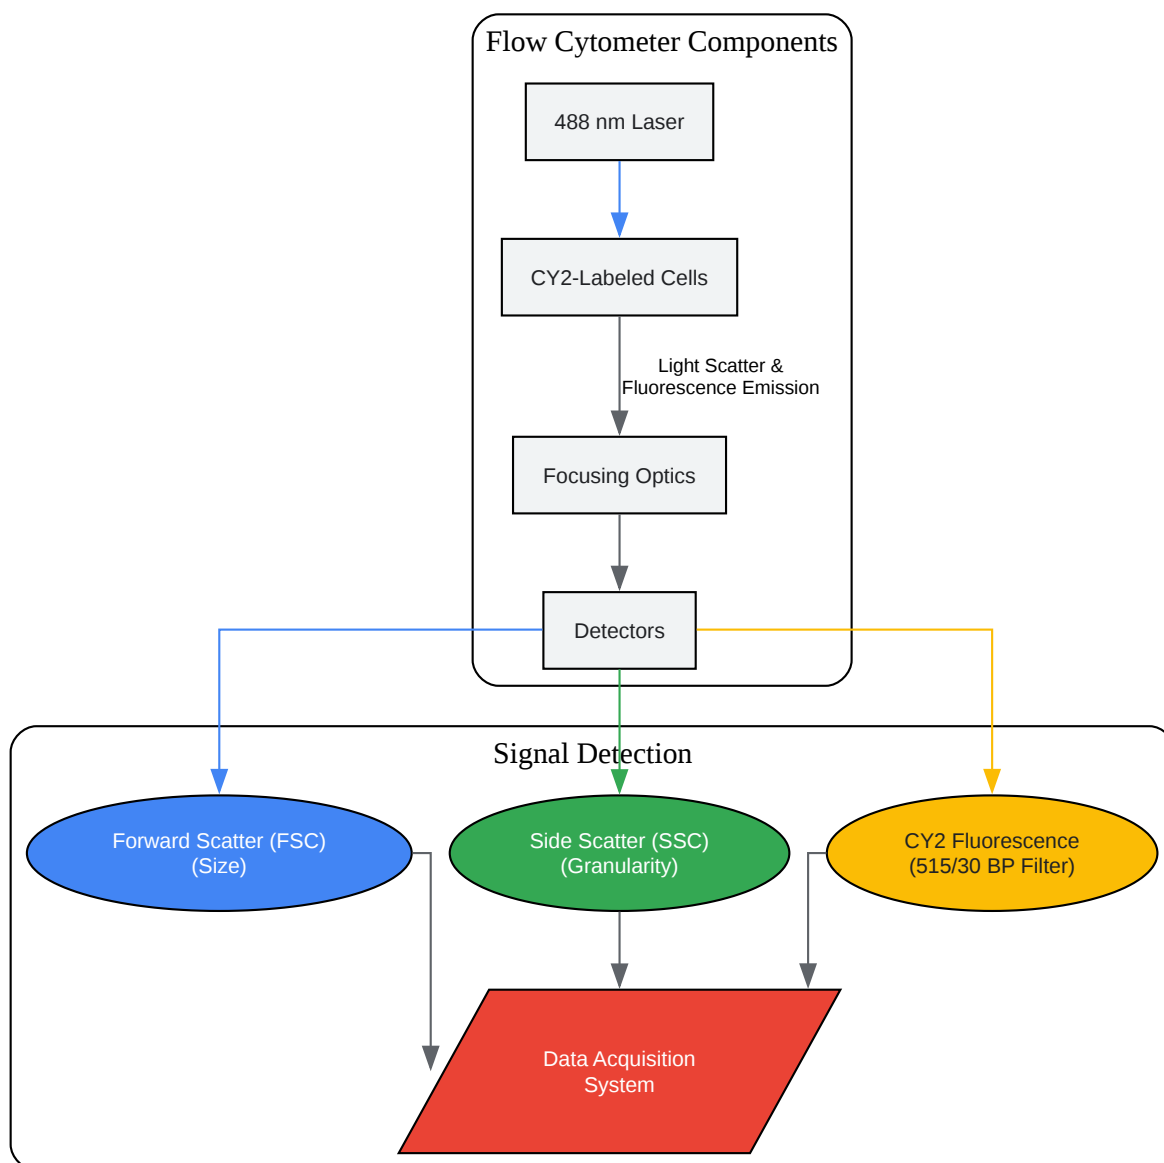 Flow Cytometer Components
488 nm Laser
CY2-Labeled Cells
Light Scatter &
Fluorescence Emission
Focusing Optics
Detectors
Signal Detection
Forward Scatter (FSC)
(Size)
Side Scatter (SSC)
(Granularity)
CY2 Fluorescence
(515/30 BP Filter)
Data Acquisition
System